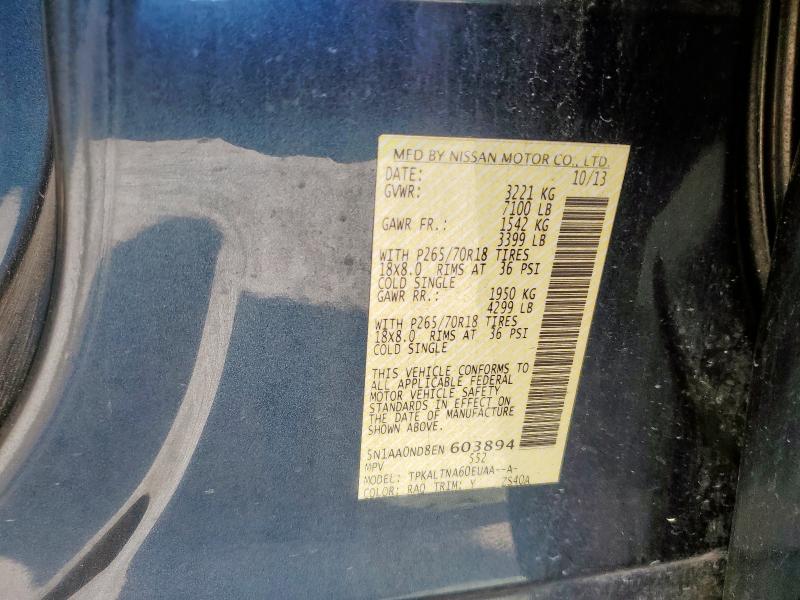 MFD BY NISSAN MOTOR CO., LTD.
DATE: 10/13
GVWR: 3221 KG
7100 LB
GAWR FR.: 1542 KG
3399 LB
WITH P265/70R18 TIRES
18x8.0 RIMS AT 36 PSI
COLD SINGLE
GAWR RR.: 1950 KG
4299 LB
WITH P265/70R18 TIRES
18x8.0 RIMS AT 36 PSI
COLD SINGLE
THIS VEHICLE CONFORMS TO
ALL APPLICABLE FEDERAL
MOTOR VEHICLE SAFETY
STANDARDS IN EFFECT ON
THE DATE OF MANUFACTURE
SHOWN ABOVE.
5N1AA0ND8EN 603894
MPV S52
MODEL: TPKALTNA60EUAA--A-
COLOR: RAQ TRIM: Y ZS40A